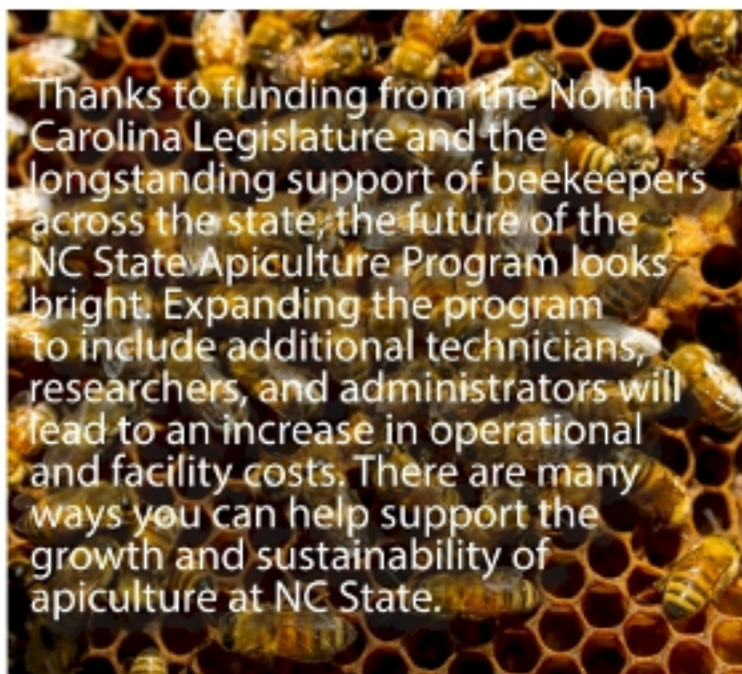 Thanks to funding from the North
Carolina Legislature and the
longstanding support of beekeepers
across the state, the future of the
NC State Apiculture Program looks
bright. Expanding the program
to include additional technicians,
researchers, and administrators will
lead to an increase in operational
and facility costs. There are many
ways you can help support the
growth and sustainability of
apiculture at NC State.